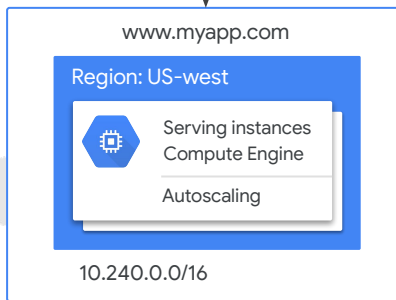 www.myapp.com
Region: US-west
Serving instances
Compute Engine
Autoscaling
10.240.0.0/16